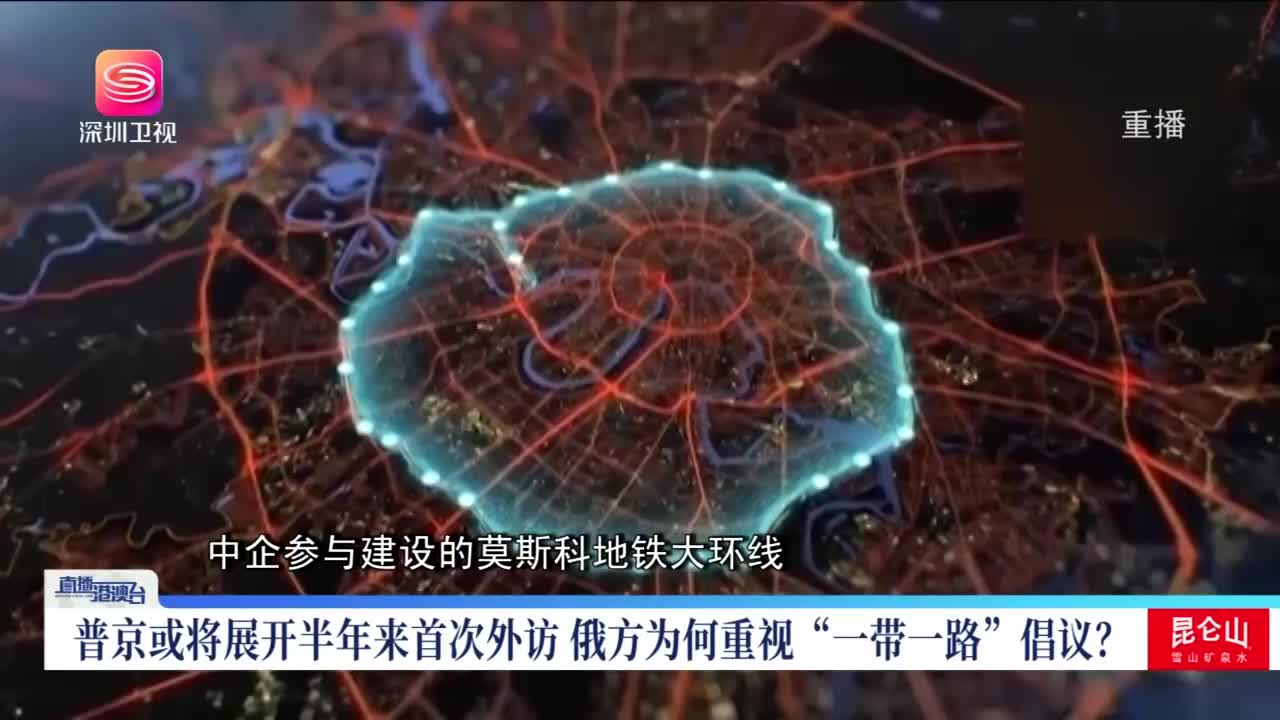 深圳卫视
重播
中企参与建设的莫斯科地铁大环线
直播港澳台
普京或将展开半年来首次外访 俄方为何重视“一带一路”倡议？
昆仑山
雪山矿泉水